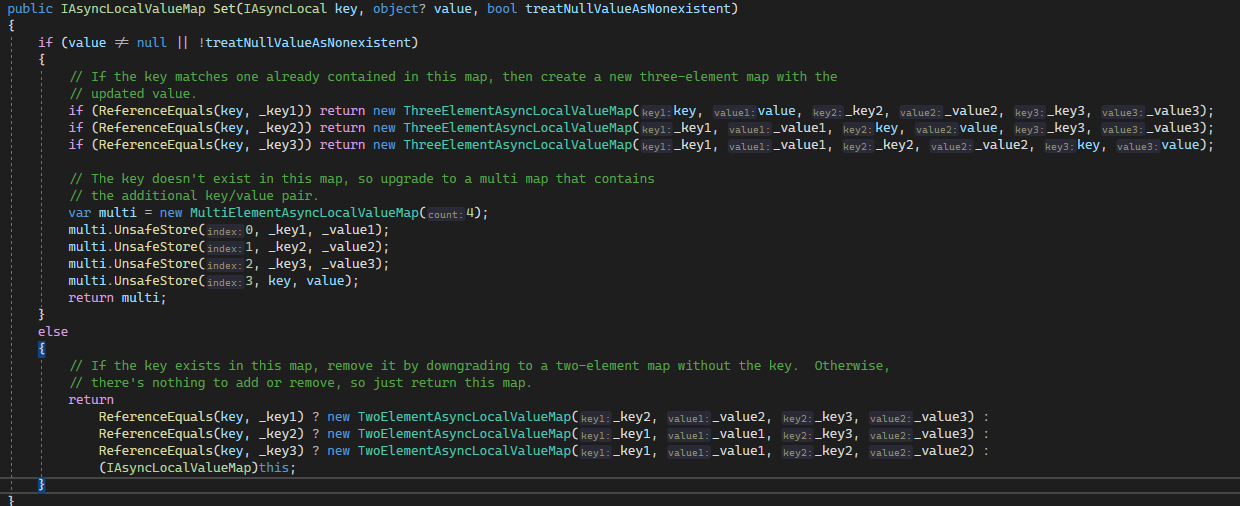 public IAsyncLocalValueMap Set(IAsyncLocal key, object? value, bool treatNullValueAsNonexistent)
{
if (value ≠ null || !treatNullValueAsNonexistent)
{
// If the key matches one already contained in this map, then create a new three-element map with the
// updated value.
if (ReferenceEquals(key, _key1)) return new ThreeElementAsyncLocalValueMap(key1: key, value1: value, key2: _key2, value2: _value2, key3: _key3, value3: _value3);
if (ReferenceEquals(key, _key2)) return new ThreeElementAsyncLocalValueMap(key1: _key1, value1: _value1, key2: key, value2: value, key3: _key3, value3: _value3);
if (ReferenceEquals(key, _key3)) return new ThreeElementAsyncLocalValueMap(key1: _key1, value1: _value1, key2: _key2, value2: _value2, key3: key, value3: value);
// The key doesn't exist in this map, so upgrade to a multi map that contains
// the additional key/value pair.
var multi = new MultiElementAsyncLocalValueMap(count: 4);
multi.UnsafeStore(index: 0, _key1, _value1);
multi.UnsafeStore(index: 1, _key2, _value2);
multi.UnsafeStore(index: 2, _key3, _value3);
multi.UnsafeStore(index: 3, key, value);
return multi;
}
else
{
// If the key exists in this map, remove it by downgrading to a two-element map without the key.  Otherwise,
// there's nothing to add or remove, so just return this map.
return
ReferenceEquals(key, _key1) ? new TwoElementAsyncLocalValueMap(key1: _key2, value1: _value2, key2: _key3, value2: _value3) :
ReferenceEquals(key, _key2) ? new TwoElementAsyncLocalValueMap(key1: _key1, value1: _value1, key2: _key3, value2: _value3) :
ReferenceEquals(key, _key3) ? new TwoElementAsyncLocalValueMap(key1: _key1, value1: _value1, key2: _key2, value2: _value2) :
(IAsyncLocalValueMap)this;
}
}